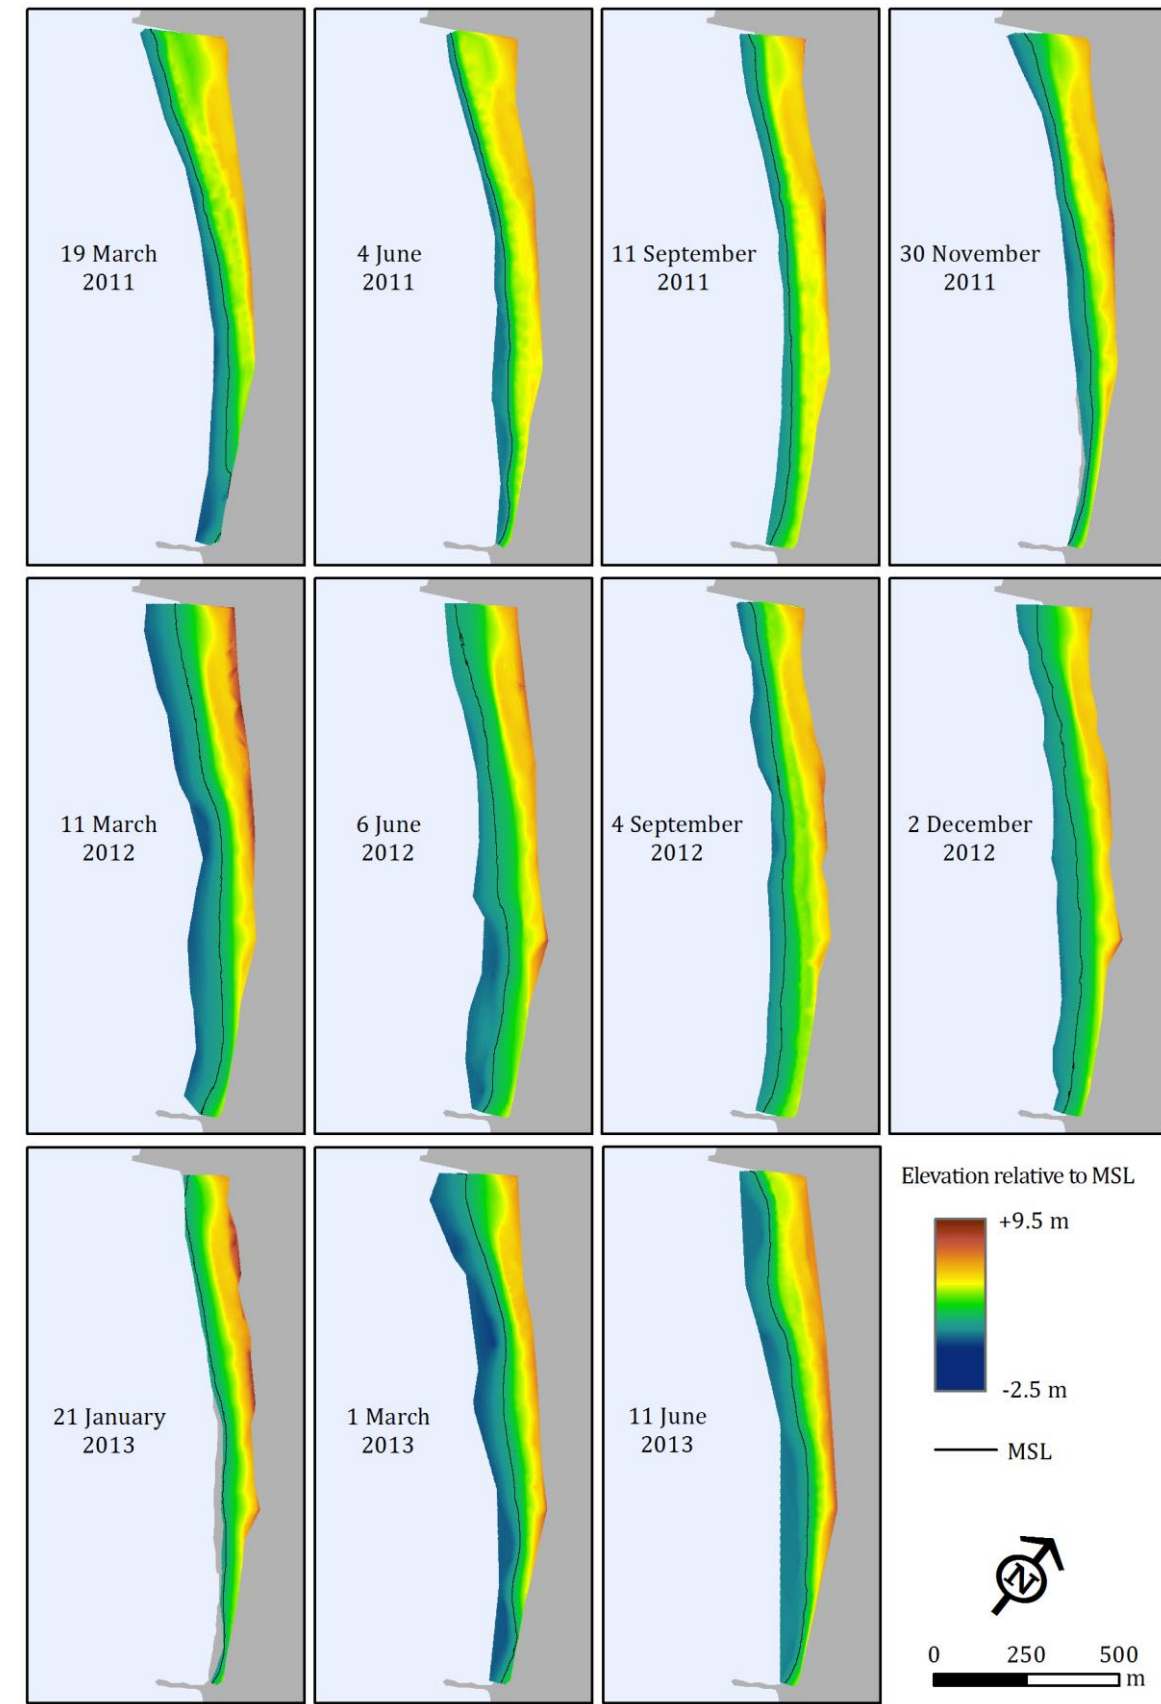 19 March
2011
4 June
2011
11 September
2011
30 November
2011
11 March
2012
6 June
2012
4 September
2012
2 December
2012
21 January
2013
1 March
2013
11 June
2013
Elevation relative to MSL
+9.5 m
-2.5 m
MSL
N
0 250 500
m